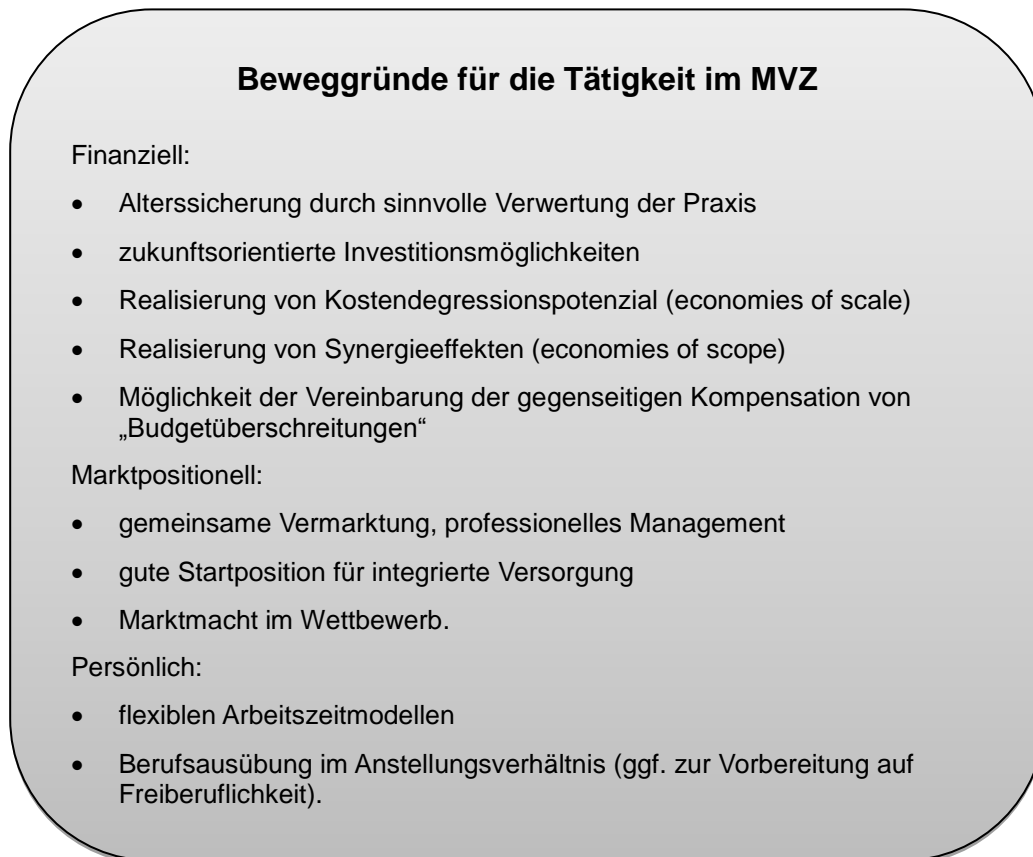 Beweggründe für die Tätigkeit im MVZ
Finanziell:
• Alterssicherung durch sinnvolle Verwertung der Praxis
• zukunftsorientierte Investitionsmöglichkeiten
• Realisierung von Kostendegressionspotenzial (economies of scale)
• Realisierung von Synergieeffekten (economies of scope)
• Möglichkeit der Vereinbarung der gegenseitigen Kompensation von
„Budgetüberschreitungen“
Marktpositionell:
• gemeinsame Vermarktung, professionelles Management
• gute Startposition für integrierte Versorgung
• Marktmacht im Wettbewerb.
Persönlich:
• flexiblen Arbeitszeitmodellen
• Berufsausübung im Anstellungsverhältnis (ggf. zur Vorbereitung auf
Freiberuflichkeit).